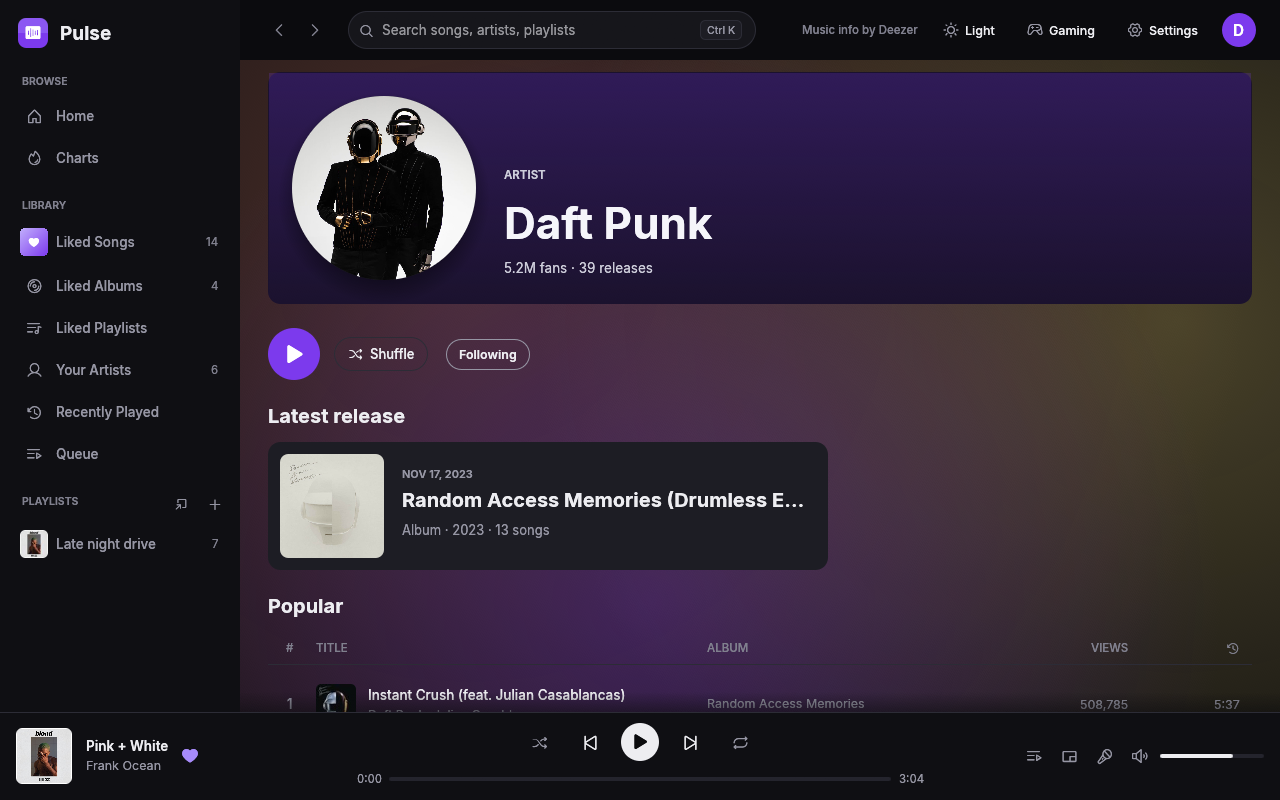 Pulse
Search songs, artists, playlists
Ctrl K
Music info by Deezer
Light
Gaming
Settings
D
BROWSE
Home
Charts
LIBRARY
Liked Songs 14
Liked Albums 4
Liked Playlists
Your Artists 6
Recently Played
Queue
PLAYLISTS
Late night drive 7
ARTIST
Daft Punk
5.2M fans · 39 releases
Shuffle
Following
Latest release
NOV 17, 2023
Random Access Memories (Drumless E...
Album · 2023 · 13 songs
Popular
# TITLE ALBUM VIEWS
1 Instant Crush (feat. Julian Casablancas) Random Access Memories 508,785 5:37
blond
Pink + White
Frank Ocean
0:00
3:04